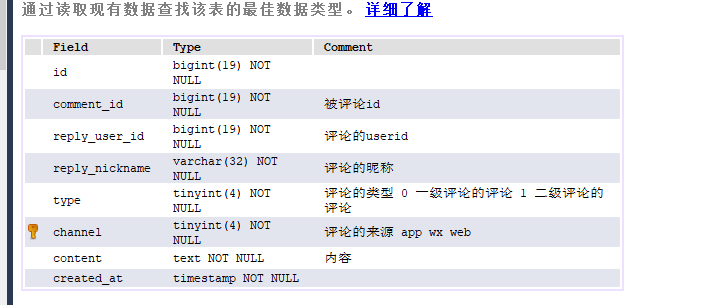 通过读取现有数据查找该表的最佳数据类型。 详细了解
Field Type Comment
id bigint(19) NOT NULL
comment_id bigint(19) NOT NULL 被评论id
reply_user_id bigint(19) NOT NULL 评论的userid
reply_nickname varchar(32) NOT NULL 评论的昵称
type tinyint(4) NOT NULL 评论的类型 0 一级评论的评论 1 二级评论的评论
channel tinyint(4) NOT NULL 评论的来源 app wx web
content text NOT NULL 内容
created_at timestamp NOT NULL